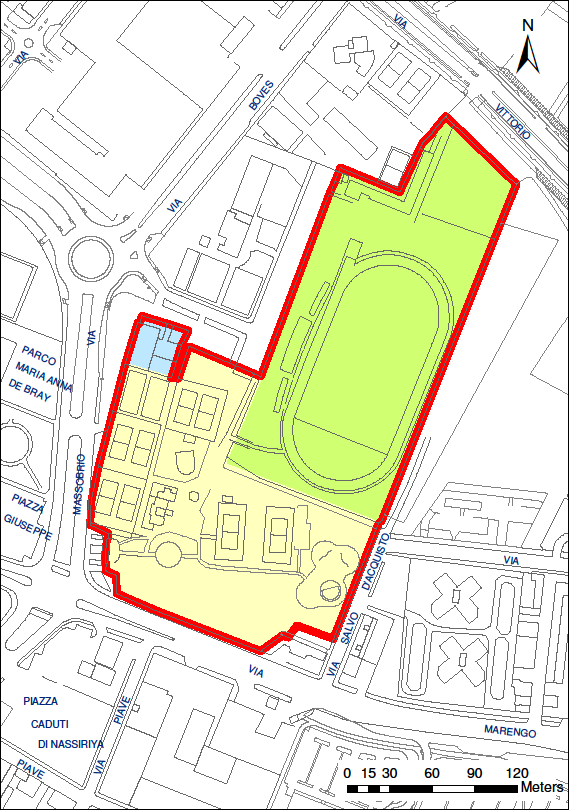 VIA
N
VIA
VITTORIO
BOVES
VIA
VIA
PARCO
MARIA ANNA
DE BRAY
MASSOBRIO
PIAZZA
GIUSEPPE
VIA
D'ACQUISTO
SALVO
VIA
VIA
MARENGO
PIAZZA
CADUTI
DI NASSIRIYA
PIAVE
VIA
PIAVE
0 15 30 60 90 120
Meters